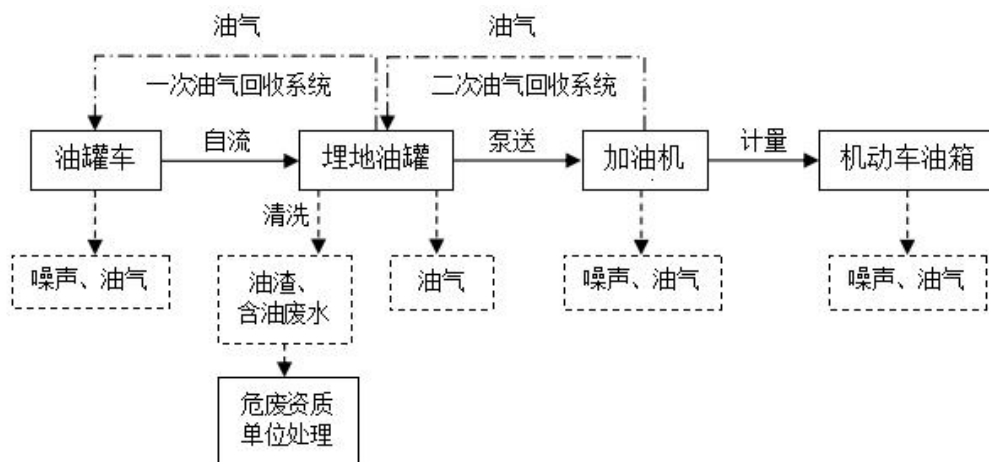 油气
油气
一次油气回收系统
二次油气回收系统
油罐车
自流
埋地油罐
泵送
加油机
计量
机动车油箱
清洗
噪声、油气
油渣、
含油废水
油气
噪声、油气
噪声、油气
危废资质
单位处理